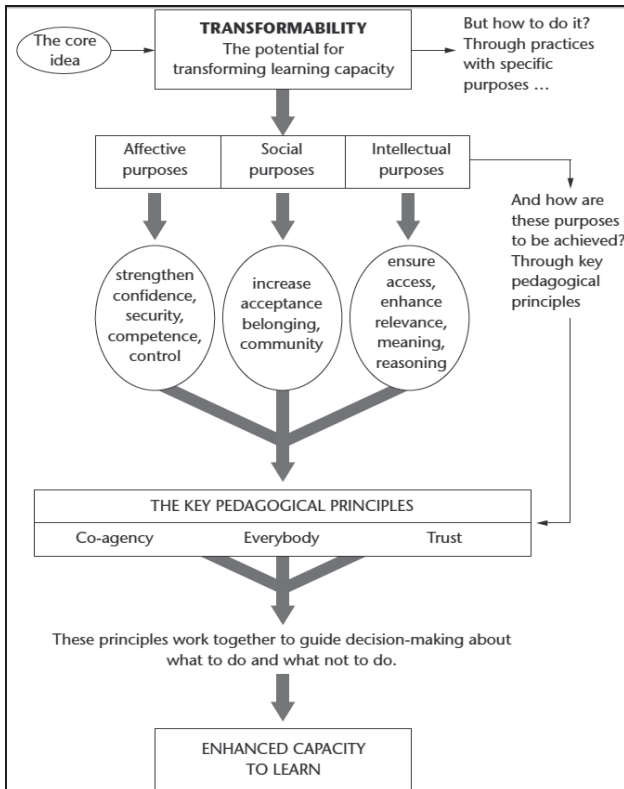 The core
idea
TRANSFORMABILITY
The potential for
transforming learning capacity
But how to do it?
Through practices
with specific
purposes ...
Affective
purposes
Social
purposes
Intellectual
purposes
And how are
these purposes
to be achieved?
Through key
pedagogical
principles
strengthen
confidence,
security,
competence,
control
increase
acceptance
belonging,
community
ensure
access,
enhance
relevance,
meaning,
reasoning
THE KEY PEDAGOGICAL PRINCIPLES
Co-agency Everybody Trust
These principles work together to guide decision-making about
what to do and what not to do.
ENHANCED CAPACITY
TO LEARN